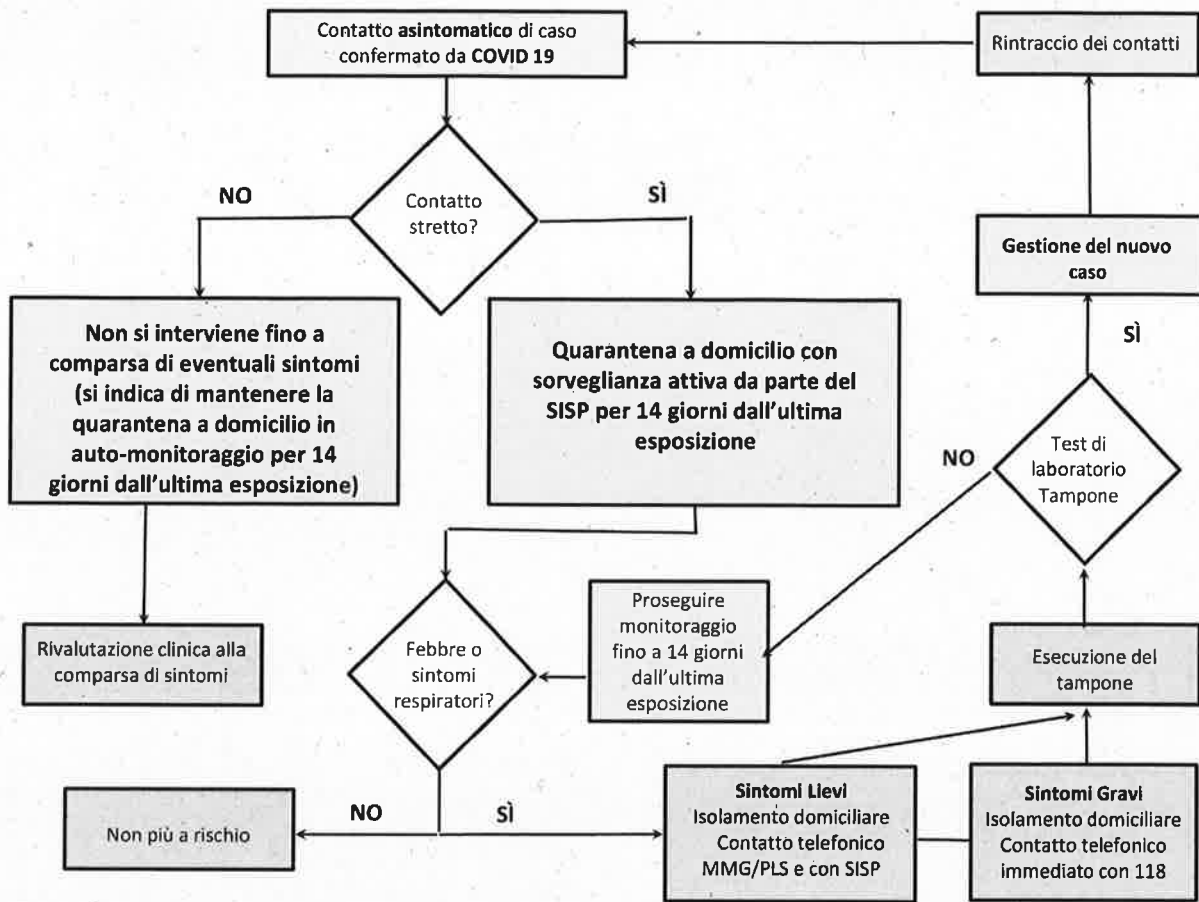 Contatto asintomatico di caso
confermato da COVID 19
Rintraccio dei contatti
NO
Contatto
stretto?
SÌ
Gestione del nuovo
caso
Non si interviene fino a
comparsa di eventuali sintomi
(si indica di mantenere la
quarantena a domicilio in
auto-monitoraggio per 14
giorni dall'ultima esposizione)
Quarantena a domicilio con
sorveglianza attiva da parte del
SISP per 14 giorni dall'ultima
esposizione
SÌ
NO
Test di
laboratorio
Tampone
Rivalutazione clinica alla
comparsa di sintomi
Febbre o
sintomi
respiratori?
Proseguire
monitoraggio
fino a 14 giorni
dall'ultima
esposizione
Esecuzione del
tampone
Non più a rischio
NO
SÌ
Sintomi Lievi
Isolamento domiciliare
Contatto telefonico
MMG/PLS e con SISP
Sintomi Gravi
Isolamento domiciliare
Contatto telefonico
immediato con 118